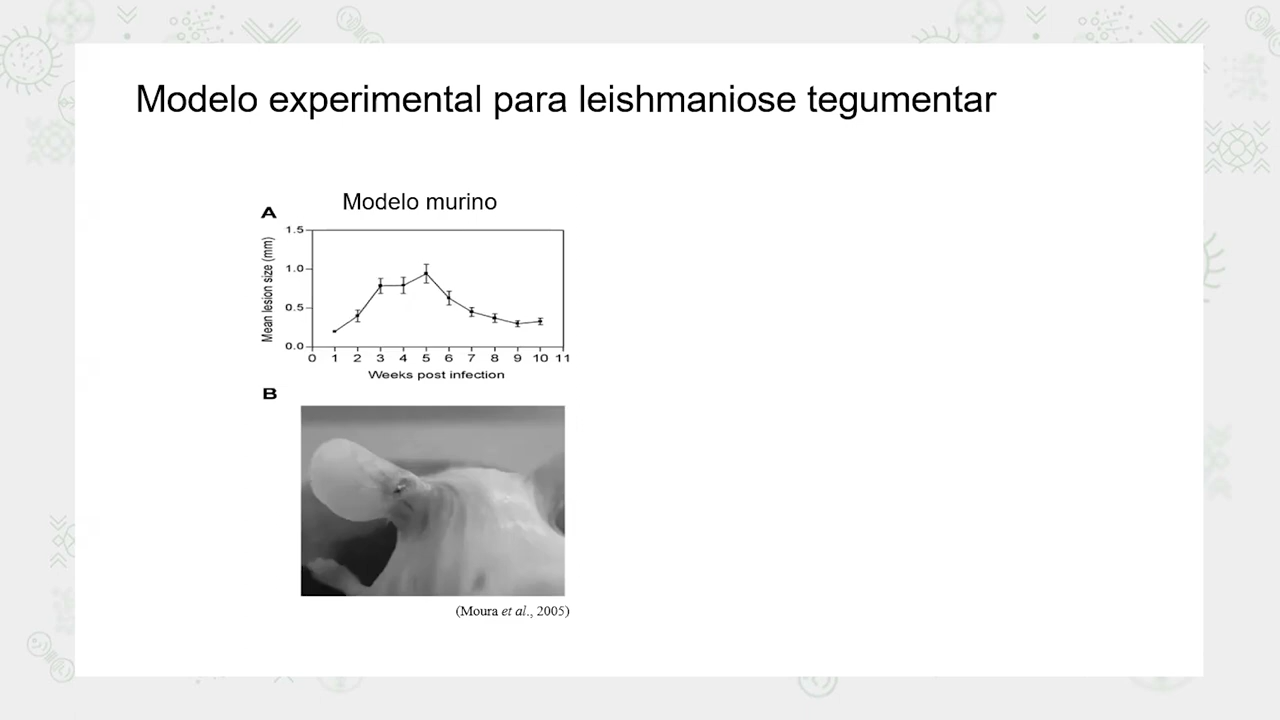 Modelo experimental para leishmaniose tegumentar
Modelo murino
A
Mean lesion size (mm)
1.5
1.0
0.5
0.0
0 1 2 3 4 5 6 7 8 9 10 11
Weeks post infection
B
(Moura et al., 2005)